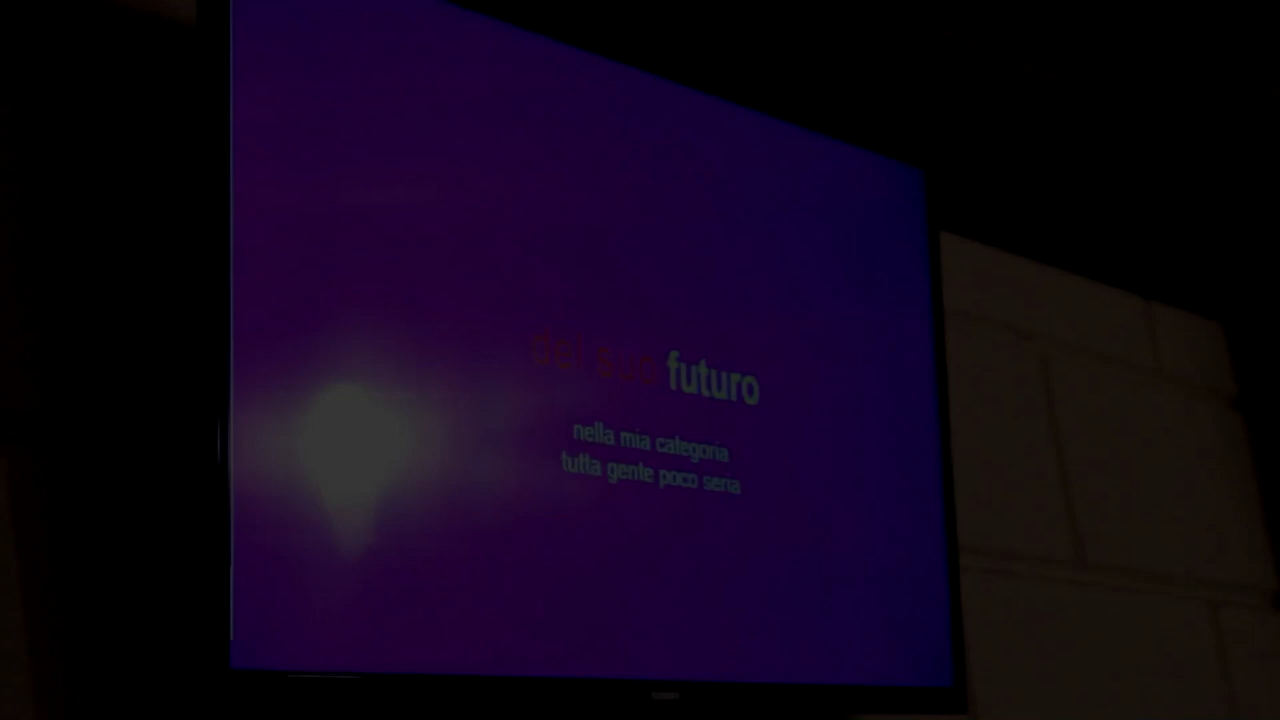 del suo futuro
nella mia categoria
tutta gente poco seria